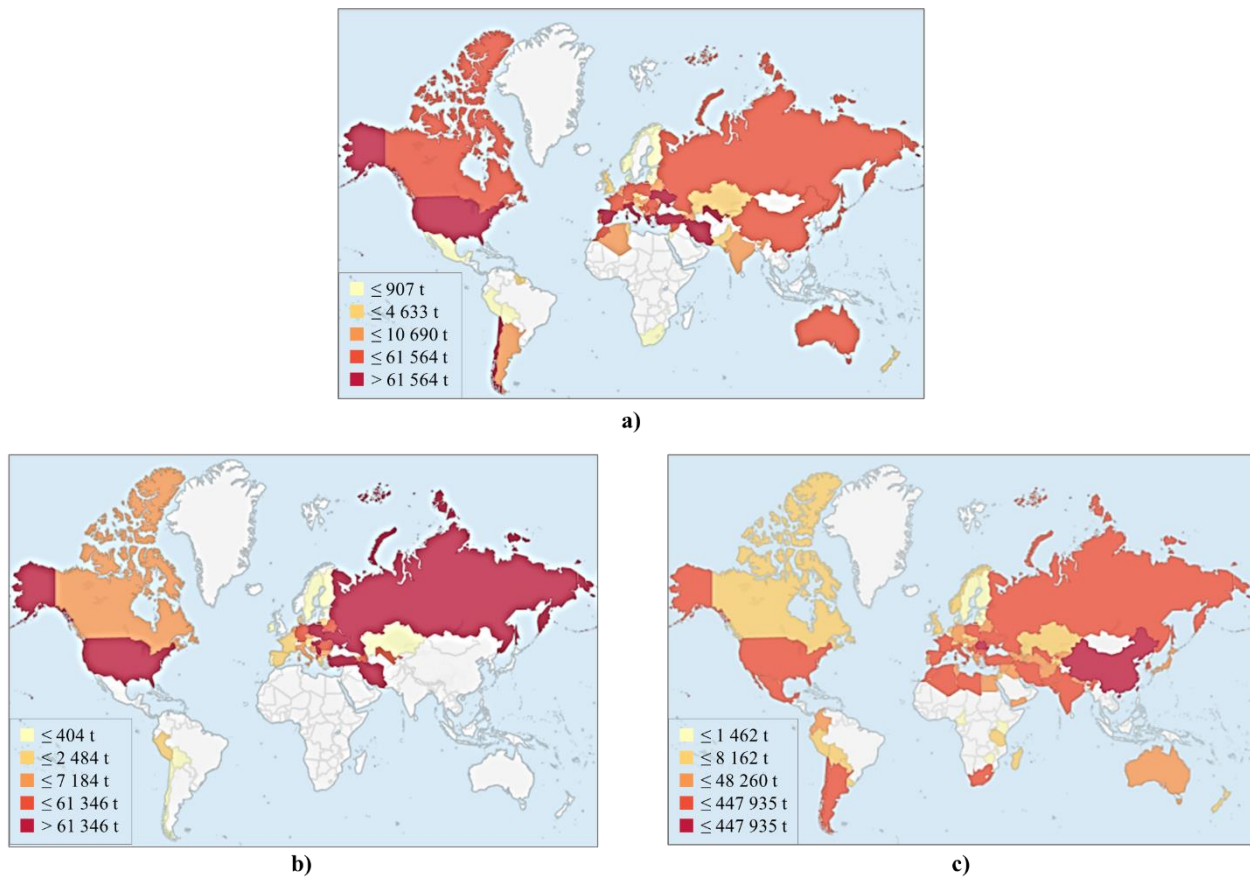 ≤ 907 t
≤ 4 633 t
≤ 10 690 t
≤ 61 564 t
> 61 564 t
a)
≤ 404 t
≤ 2 484 t
≤ 7 184 t
≤ 61 346 t
> 61 346 t
b)
≤ 1 462 t
≤ 8 162 t
≤ 48 260 t
≤ 447 935 t
≤ 447 935 t
c)